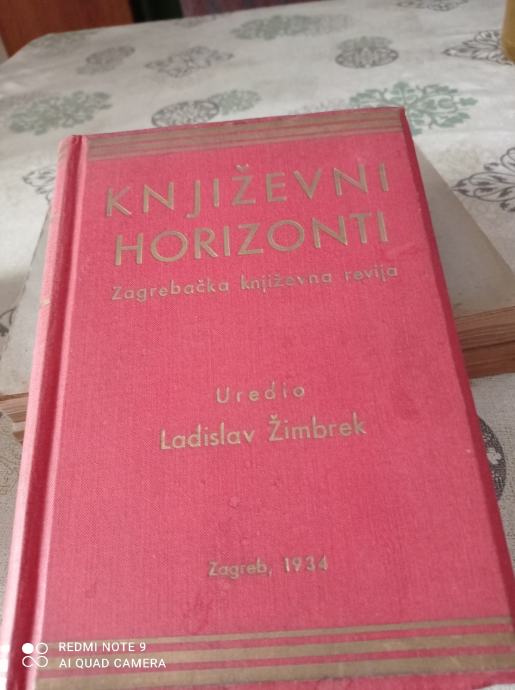 KNJIŽEVNI
HORIZONTI
Zagrebačka književna revija
Uredio
Ladislav Žimbrek
Zagreb, 1934
REDMI NOTE 9
AI QUAD CAMERA